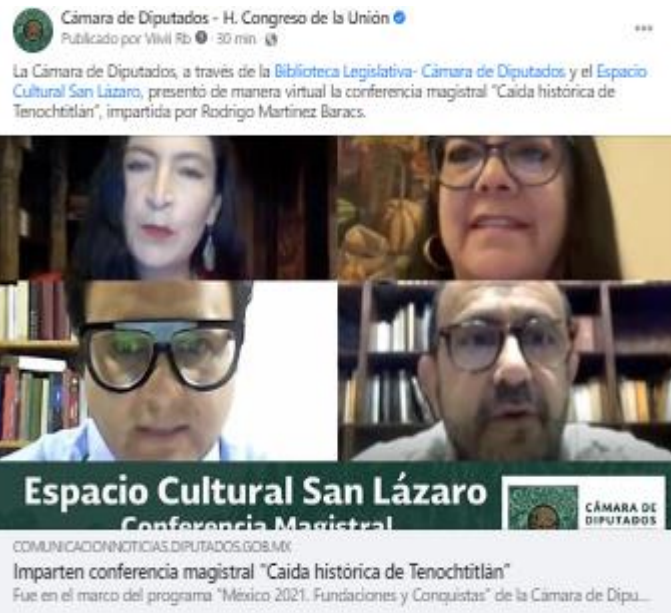 Cámara de Diputados - H. Congreso de la Unión
Publicado por Viivii Rb · 30 min ·
La Cámara de Diputados, a través de la Biblioteca Legislativa- Cámara de Diputados y el Espacio
Cultural San Lázaro, presentó de manera virtual la conferencia magistral "Caída histórica de
Tenochtitlán", impartida por Rodrigo Martínez Baracs.
Espacio Cultural San Lázaro
Conferencia Magistral
CÁMARA DE
DIPUTADOS
COMUNICACIONNOTICIAS.DIPUTADOS.GOB.MX
Imparten conferencia magistral "Caída histórica de Tenochtitlán"
Fue en el marco del programa "México 2021. Fundaciones y Conquistas" de la Cámara de Dipu...